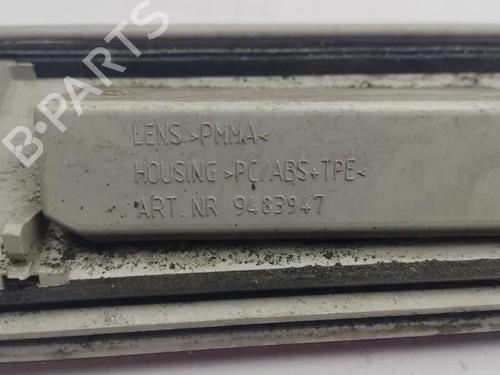 B-PARTS
LENS >PMMA<
HOUSING >PC/ABS+TPE<
ART.NR 9483947